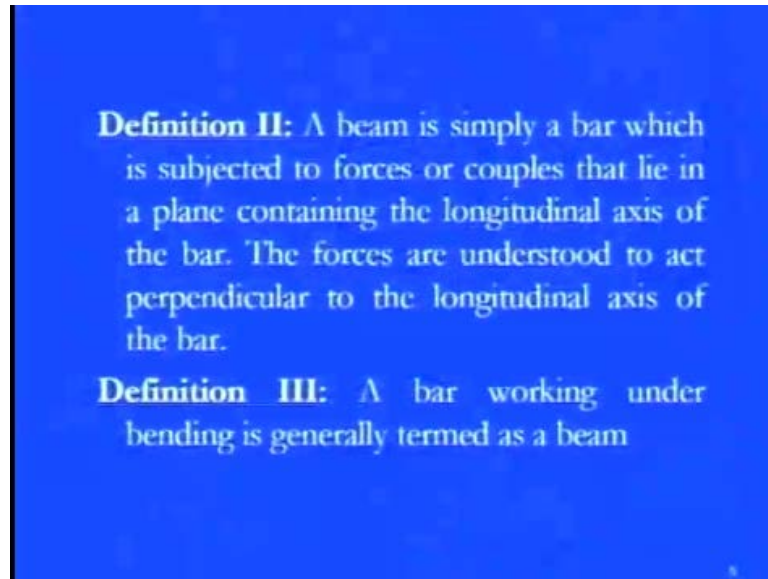 Definition II: A beam is simply a bar which
is subjected to forces or couples that lie in
a plane containing the longitudinal axis of
the bar. The forces are understood to act
perpendicular to the longitudinal axis of
the bar.
Definition III: A bar working under
bending is generally termed as a beam